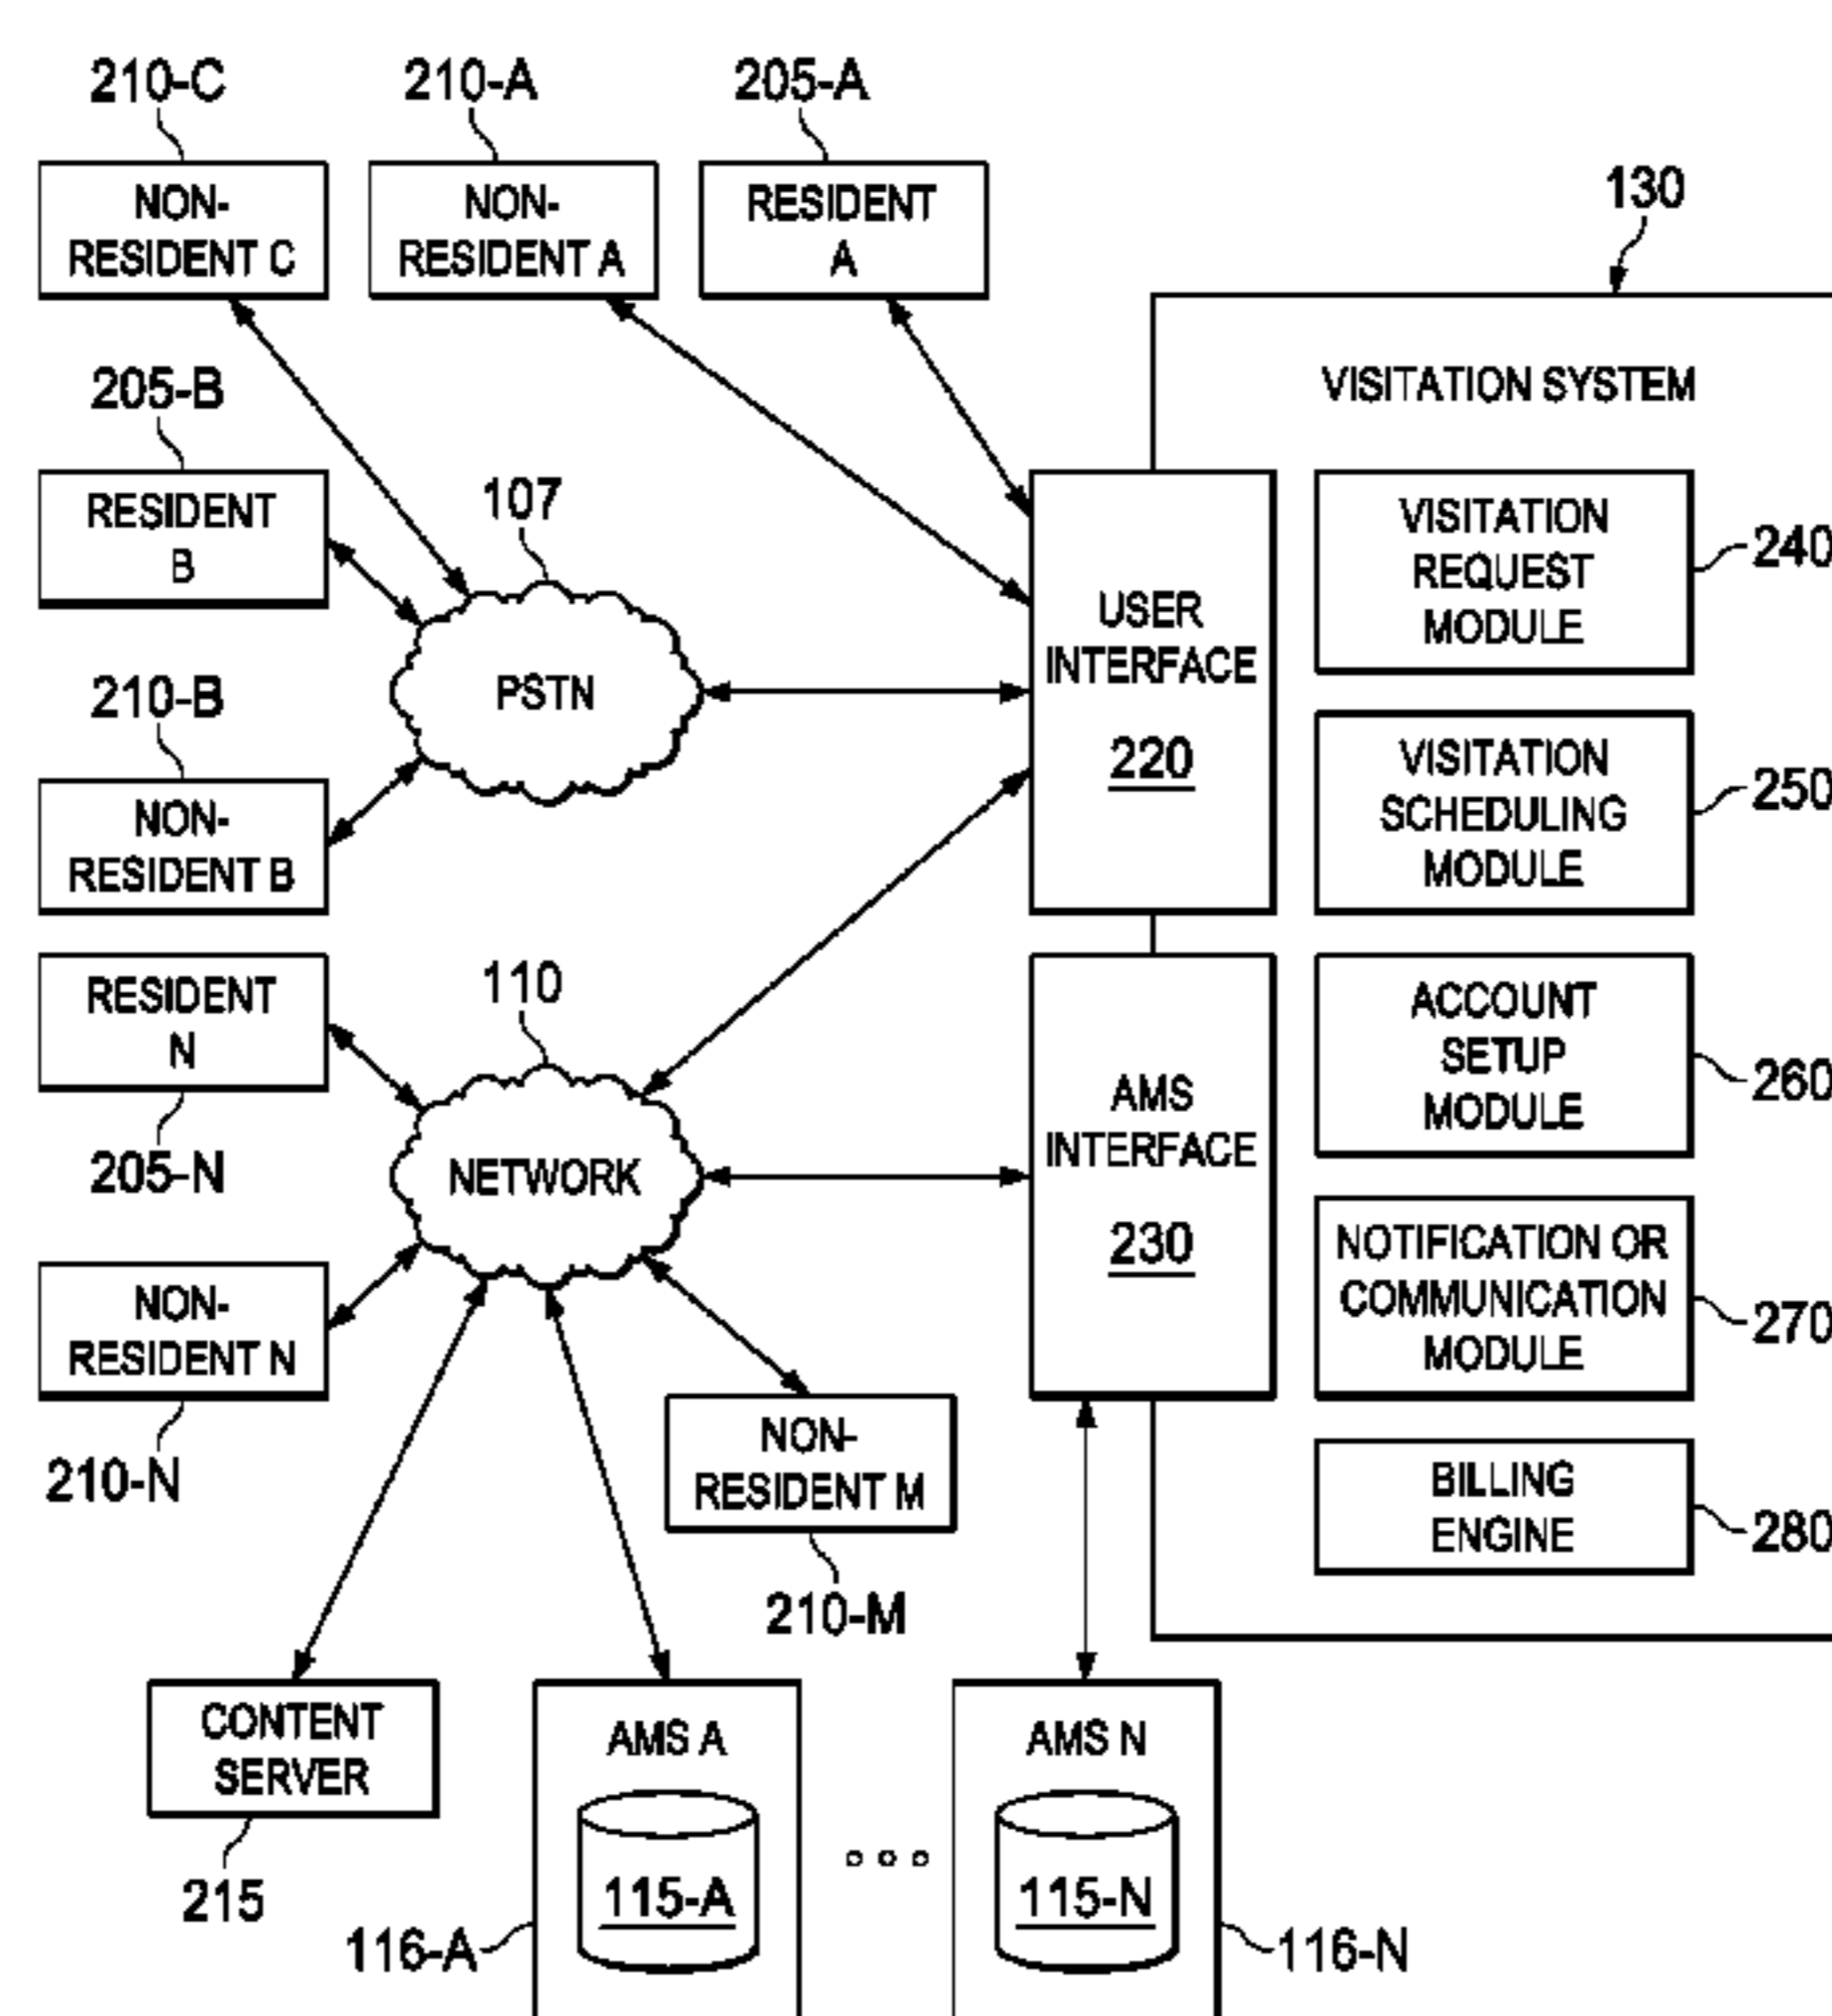 210-C
210-A
205-A
NON-
RESIDENT C
NON-
RESIDENT A
RESIDENT
A
130
VISITATION SYSTEM
205-B
RESIDENT
B
107
PSTN
210-B
NON-
RESIDENT B
USER
INTERFACE
220
VISITATION
REQUEST
MODULE
240
VISITATION
SCHEDULING
MODULE
250
RESIDENT
N
205-N
110
NETWORK
AMS
INTERFACE
230
ACCOUNT
SETUP
MODULE
260
NON-
RESIDENT N
210-N
NOTIFICATION OR
COMMUNICATION
MODULE
270
NON-
RESIDENT M
210-M
BILLING
ENGINE
280
CONTENT
SERVER
215
AMS A
115-A
116-A
AMS N
115-N
116-N